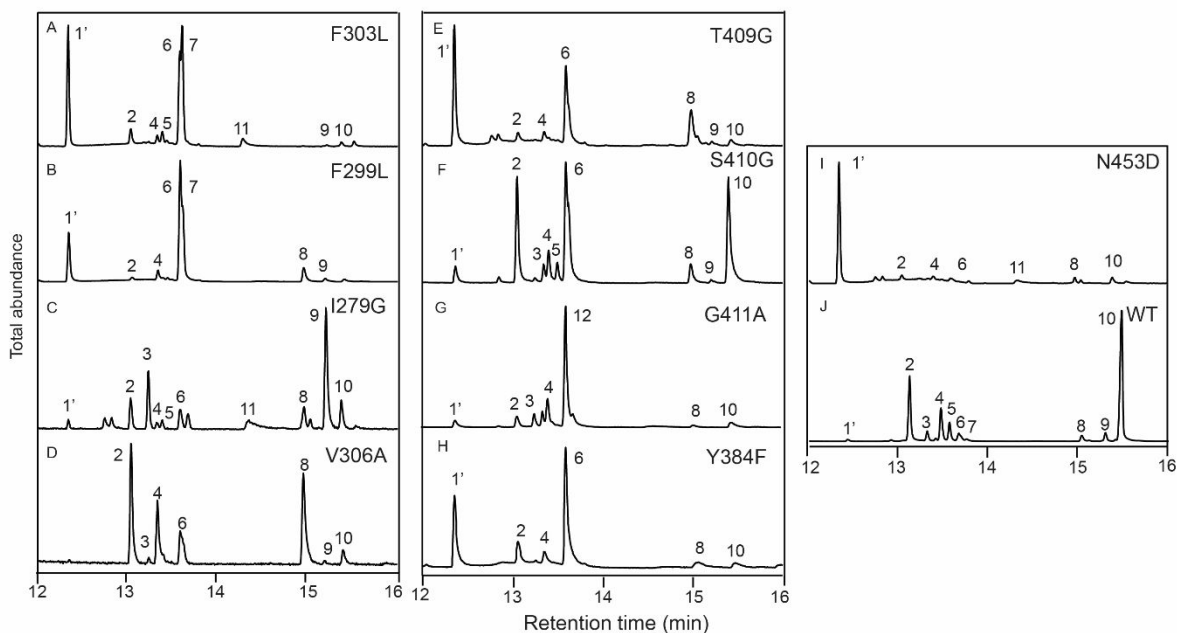 Total abundance
A
F303L
1’
6 7
2 4 5 11 9 10
B
F299L
1’
6 7
2 4 8 9
C
I279G
1’ 2 3 4 5 6 11 8 9 10
D
V306A
2 3 4 6 8 9 10
12 13 14 15 16
E
T409G
1’ 2 4 6 8 9 10
F
S410G
1’ 2 3 4 5 6 8 9 10
G
G411A
1’ 2 3 4 12 8 10
H
Y384F
1’ 2 4 6 8 10
12 13 14 15 16
I
N453D
1’ 2 4 6 11 8 10
J
WT
1’ 2 3 4 5 6 7 8 9 10
12 13 14 15 16
Retention time (min)